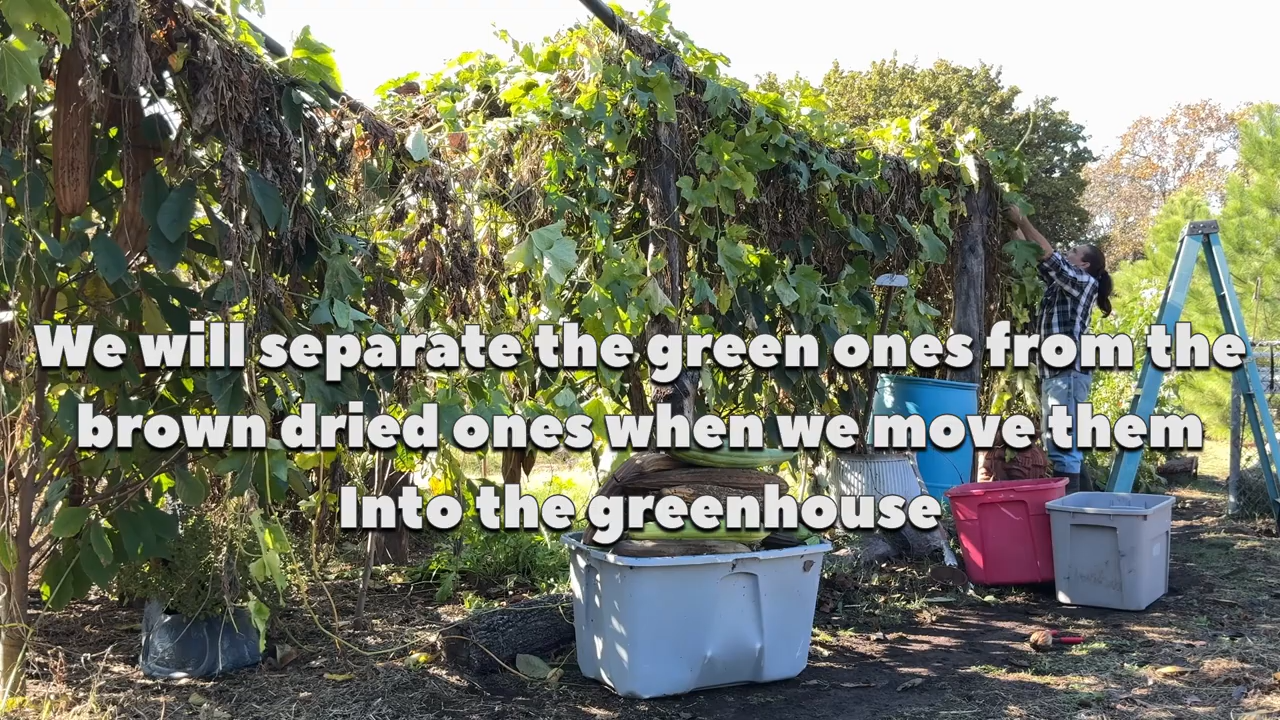 We will separate the green ones from the
brown dried ones when we move them
Into the greenhouse